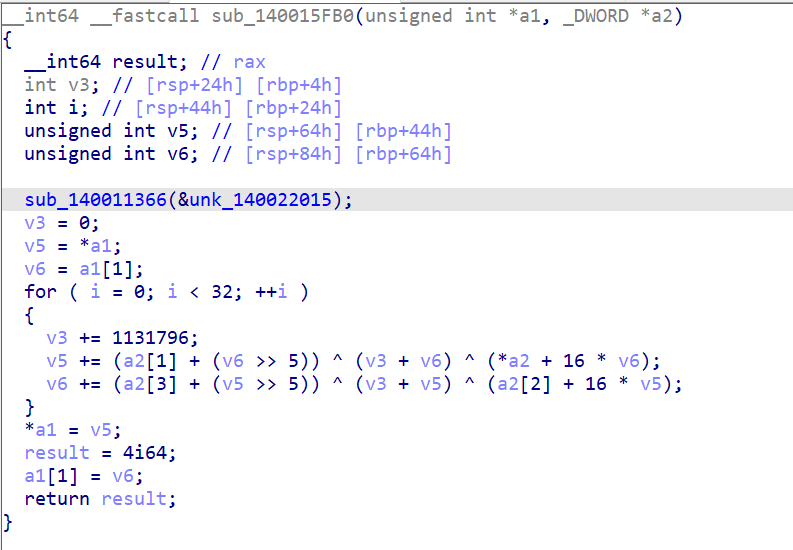 __int64 __fastcall sub_140015FB0(unsigned int *a1, _DWORD *a2)
{
  __int64 result; // rax
  int v3; // [rsp+24h] [rbp+4h]
  int i; // [rsp+44h] [rbp+24h]
  unsigned int v5; // [rsp+64h] [rbp+44h]
  unsigned int v6; // [rsp+84h] [rbp+64h]

  sub_140011366(&unk_140022015);
  v3 = 0;
  v5 = *a1;
  v6 = a1[1];
  for ( i = 0; i < 32; ++i )
  {
    v3 += 1131796;
    v5 += (a2[1] + (v6 >> 5)) ^ (v3 + v6) ^ (*a2 + 16 * v6);
    v6 += (a2[3] + (v5 >> 5)) ^ (v3 + v5) ^ (a2[2] + 16 * v5);
  }
  *a1 = v5;
  result = 4i64;
  a1[1] = v6;
  return result;
}